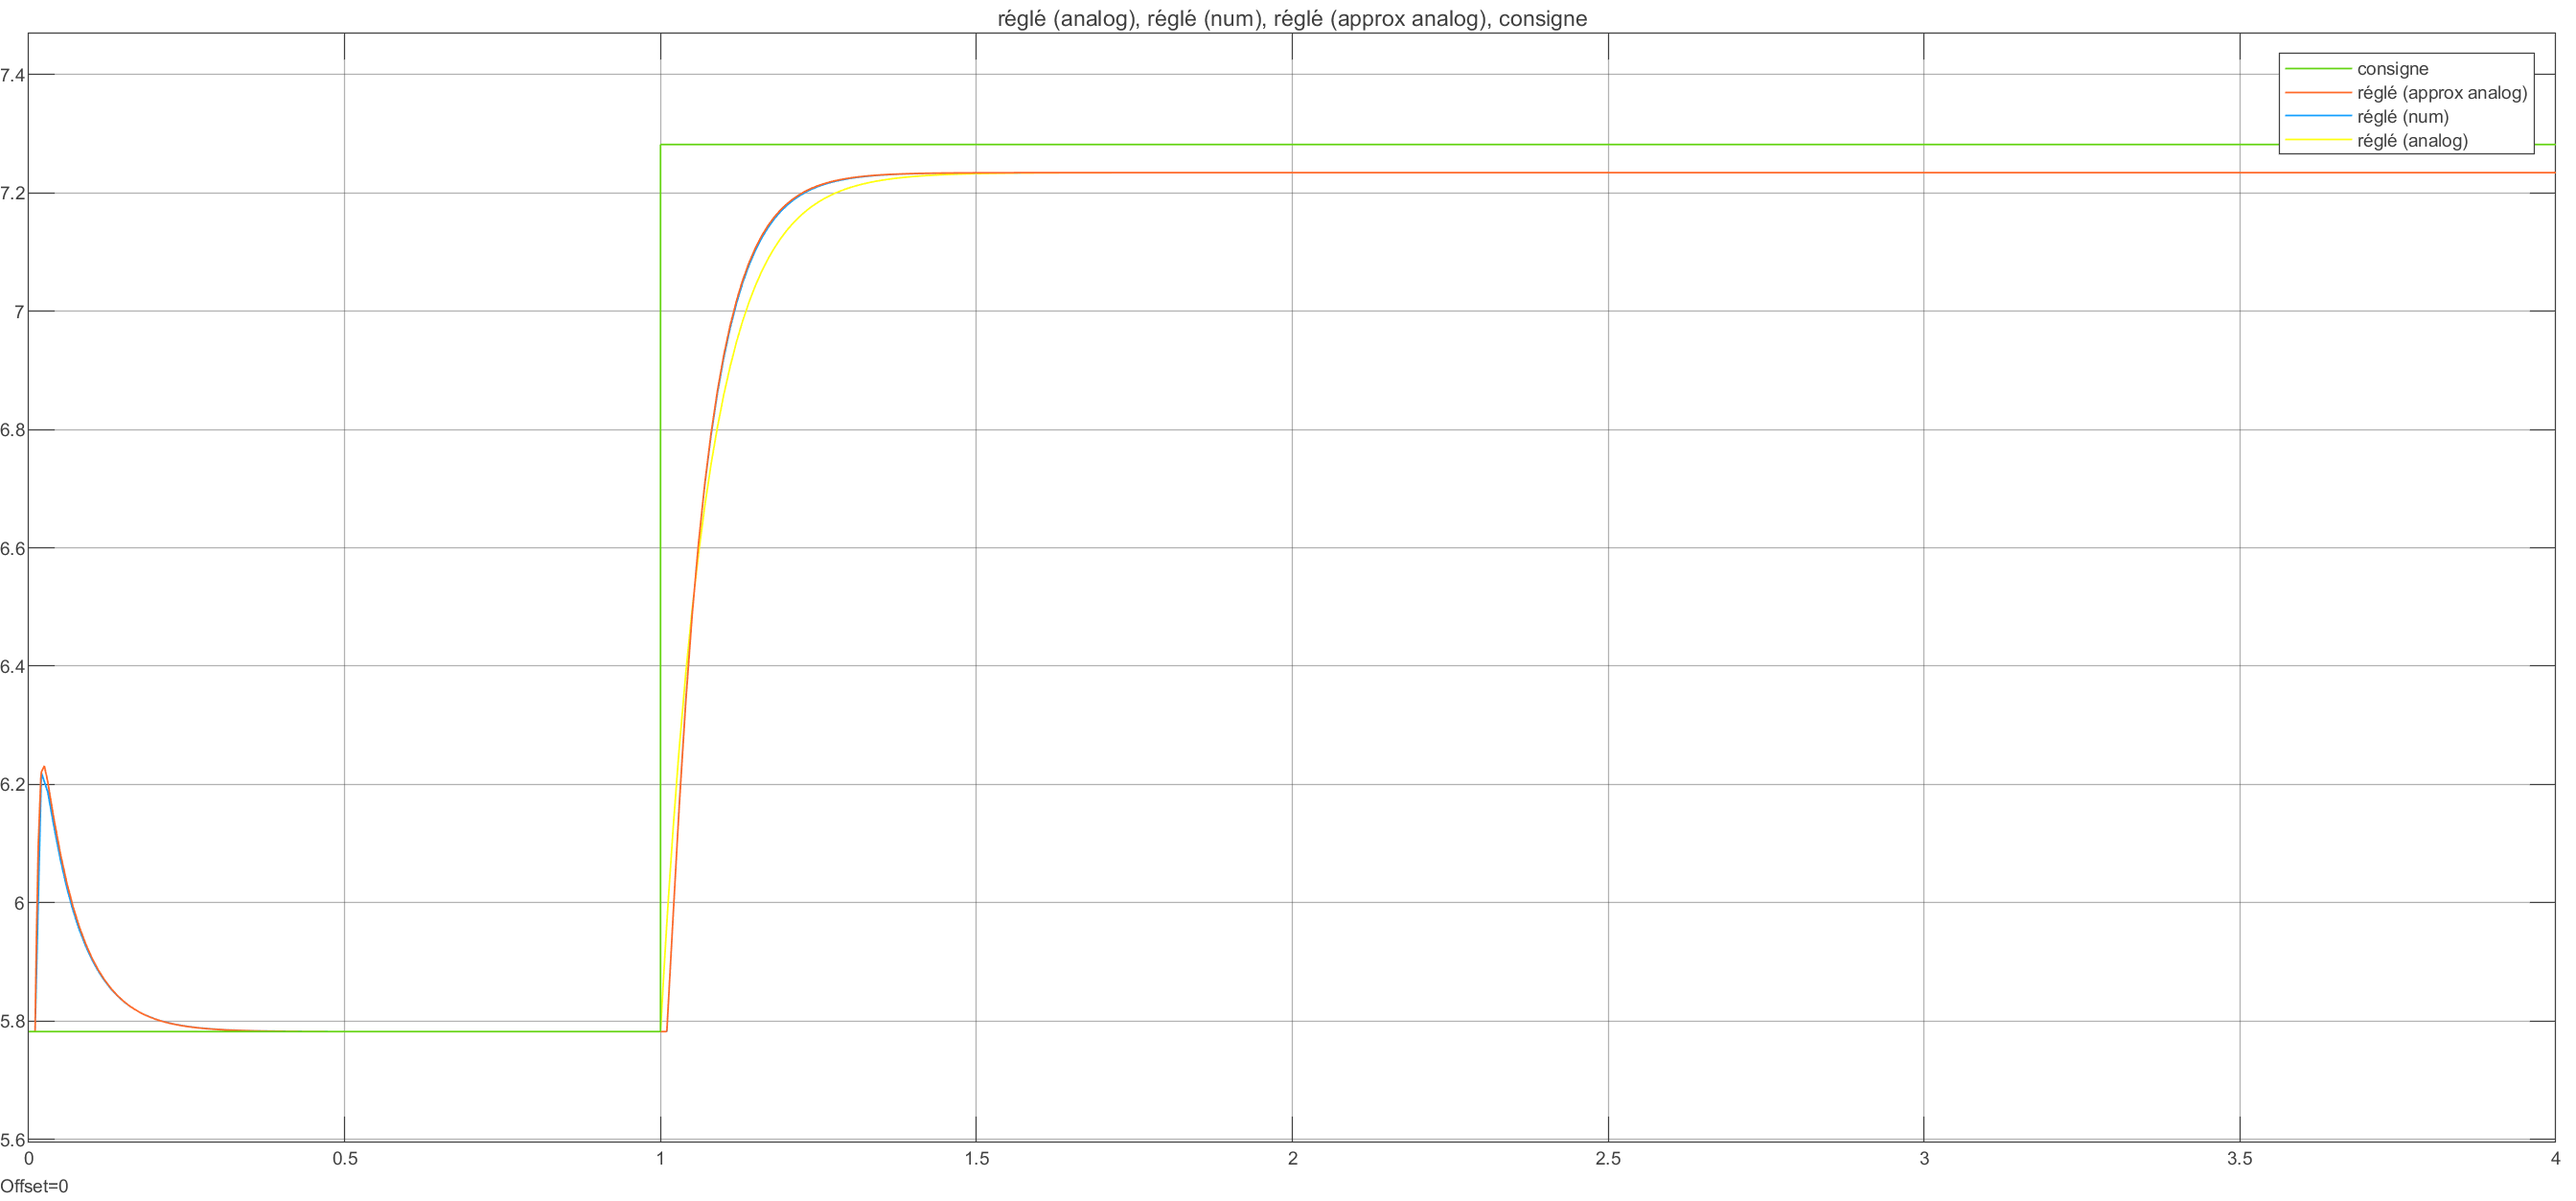 réglé (analog), réglé (num), réglé (approx analog), consigne
7.4
7.2
7
6.8
6.6
6.4
6.2
6
5.8
5.6
consigne
réglé (approx analog)
réglé (num)
réglé (analog)
0 0.5 1 1.5 2 2.5 3 3.5 4
Offset=0